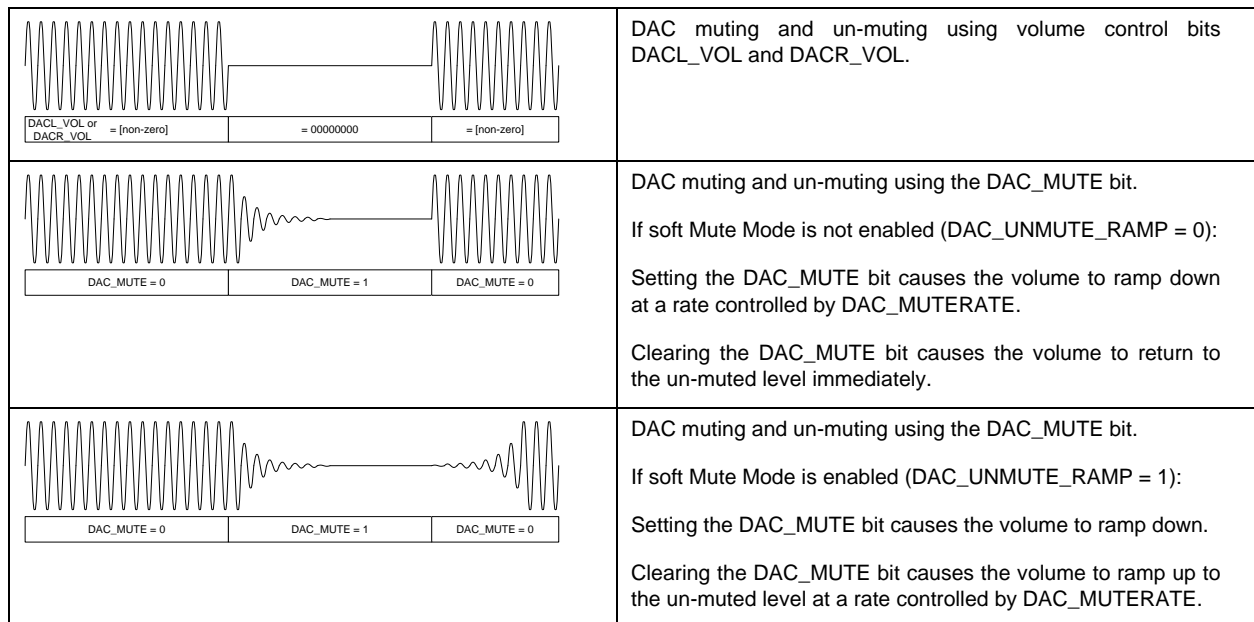 DACL_VOL or
DACR_VOL
= [non-zero]
= 00000000
= [non-zero]
DAC muting and un-muting using volume control bits
DACL_VOL and DACR_VOL.
DAC_MUTE = 0
DAC_MUTE = 1
DAC_MUTE = 0
DAC muting and un-muting using the DAC_MUTE bit.
If soft Mute Mode is not enabled (DAC_UNMUTE_RAMP = 0):
Setting the DAC_MUTE bit causes the volume to ramp down
at a rate controlled by DAC_MUTERATE.
Clearing the DAC_MUTE bit causes the volume to return to
the un-muted level immediately.
DAC_MUTE = 0
DAC_MUTE = 1
DAC_MUTE = 0
DAC muting and un-muting using the DAC_MUTE bit.
If soft Mute Mode is enabled (DAC_UNMUTE_RAMP = 1):
Setting the DAC_MUTE bit causes the volume to ramp down.
Clearing the DAC_MUTE bit causes the volume to ramp up to
the un-muted level at a rate controlled by DAC_MUTERATE.